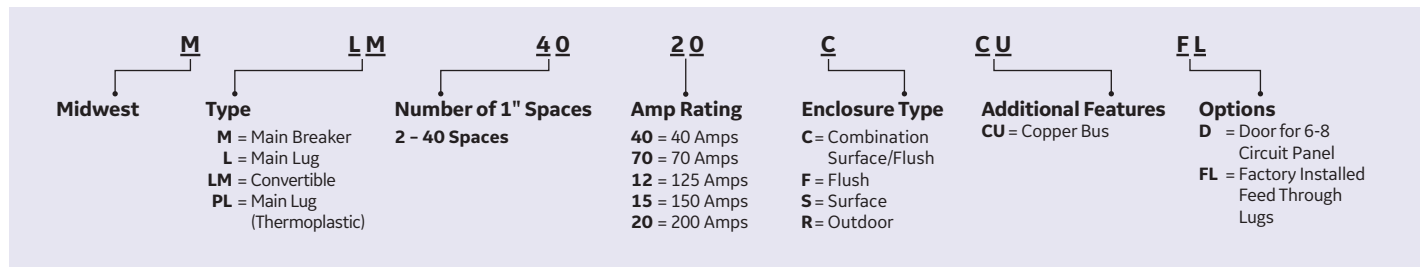 M LM 40 20 C CU FL
Midwest
Type
M = Main Breaker
L = Main Lug
LM = Convertible
PL = Main Lug
(Thermoplastic)
Number of 1" Spaces
2 – 40 Spaces
Amp Rating
40 = 40 Amps
70 = 70 Amps
12 = 125 Amps
15 = 150 Amps
20 = 200 Amps
Enclosure Type
C = Combination
Surface/Flush
F = Flush
S = Surface
R = Outdoor
Additional Features
CU = Copper Bus
Options
D = Door for 6-8
Circuit Panel
FL = Factory Installed
Feed Through
Lugs